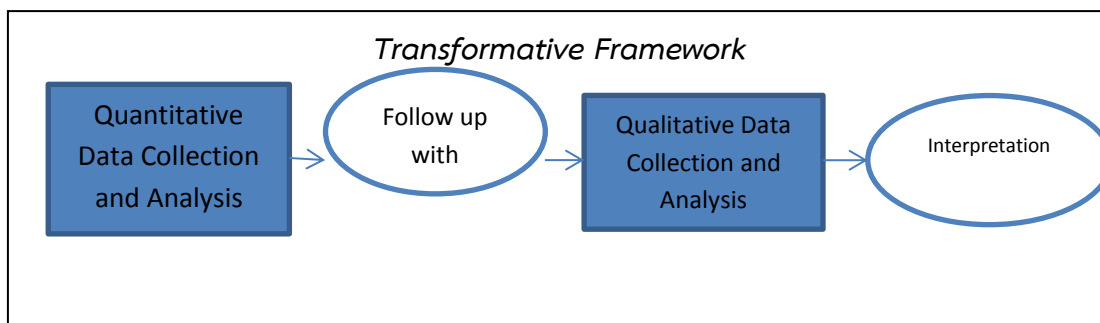 Transformative Framework
Quantitative
Data Collection
and Analysis
Follow up
with
Qualitative Data
Collection and
Analysis
Interpretation